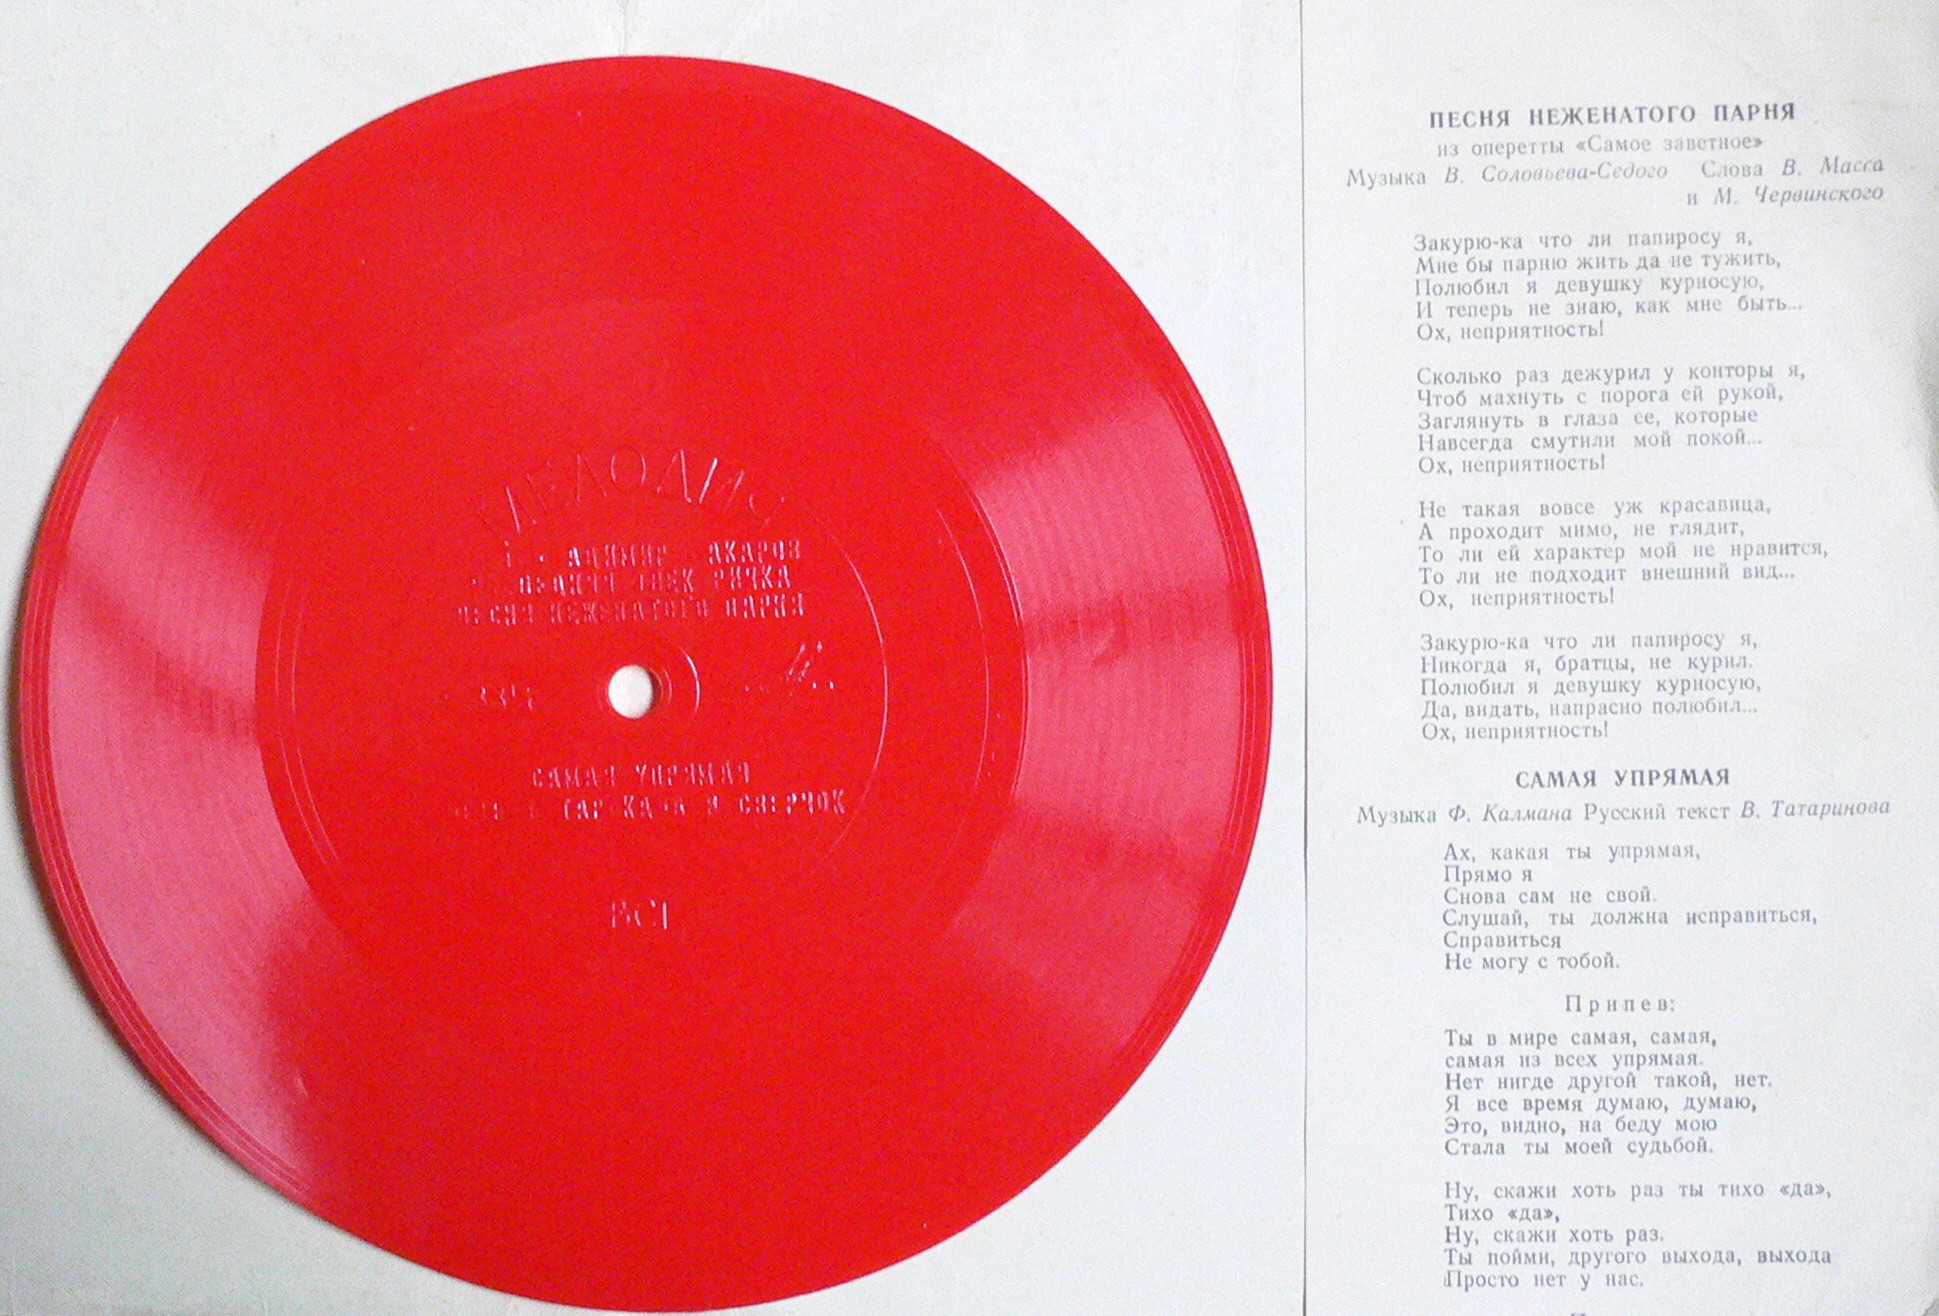 МЕЛОДИЯ
ПЕСНЯ НЕЖЕНАТОГО ПАРНЯ
САМАЯ УПРЯМАЯ
И СВЕРЧОК
ПЕСНЯ НЕЖЕНАТОГО ПАРНЯ
из оперетты «Самое заветное»
Музыка В. Соловьева-Седого Слова В. Масса
и М. Червинского
Закурю-ка что ли папиросу я,
Мне бы парню жить да не тужить,
Полюбил я девушку курносую,
И теперь не знаю, как мне быть...
Ох, неприятность!
Сколько раз дежурил у конторы я,
Чтоб махнуть с порога ей рукой,
Заглянуть в глаза ее, которые
Навсегда смутили мой покой...
Ох, неприятность!
Не такая вовсе уж красавица,
А проходит мимо, не глядит,
То ли ей характер мой не нравится,
То ли не подходит внешний вид...
Ох, неприятность!
Закурю-ка что ли папиросу я,
Никогда я, братцы, не курил.
Полюбил я девушку курносую,
Да, видать, напрасно полюбил...
Ох, неприятность!
САМАЯ УПРЯМАЯ
Музыка Ф. Калмана Русский текст В. Татаринова
Ах, какая ты упрямая,
Прямо я
Снова сам не свой.
Слушай, ты должна исправиться,
Справиться
Не могу с тобой.
Припев:
Ты в мире самая, самая,
самая из всех упрямая.
Нет нигде другой такой, нет.
Я все время думаю, думаю,
Это, видно, на беду мою
Стала ты моей судьбой.
Ну, скажи хоть раз ты тихо «да»,
Тихо «да»,
Ну, скажи хоть раз.
Ты пойми, другого выхода, выхода
Просто нет у нас.